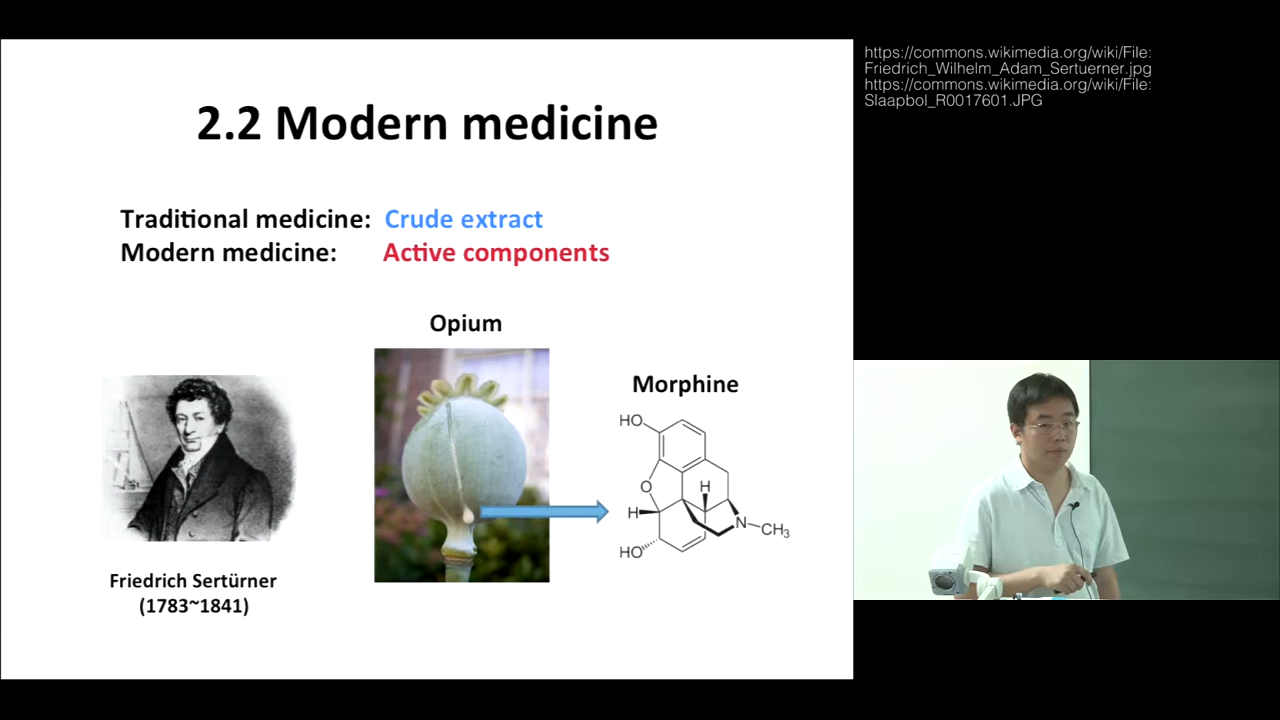 2.2 Modern medicine
Traditional medicine: Crude extract
Modern medicine: Active components
Opium
Morphine
HO
O
H
H
N
CH₃
HO
Friedrich Sertürner
(1783~1841)
https://commons.wikimedia.org/wiki/File:
Friedrich_Wilhelm_Adam_Sertuerner.jpg
https://commons.wikimedia.org/wiki/File:
Slaapbol_R0017601.JPG